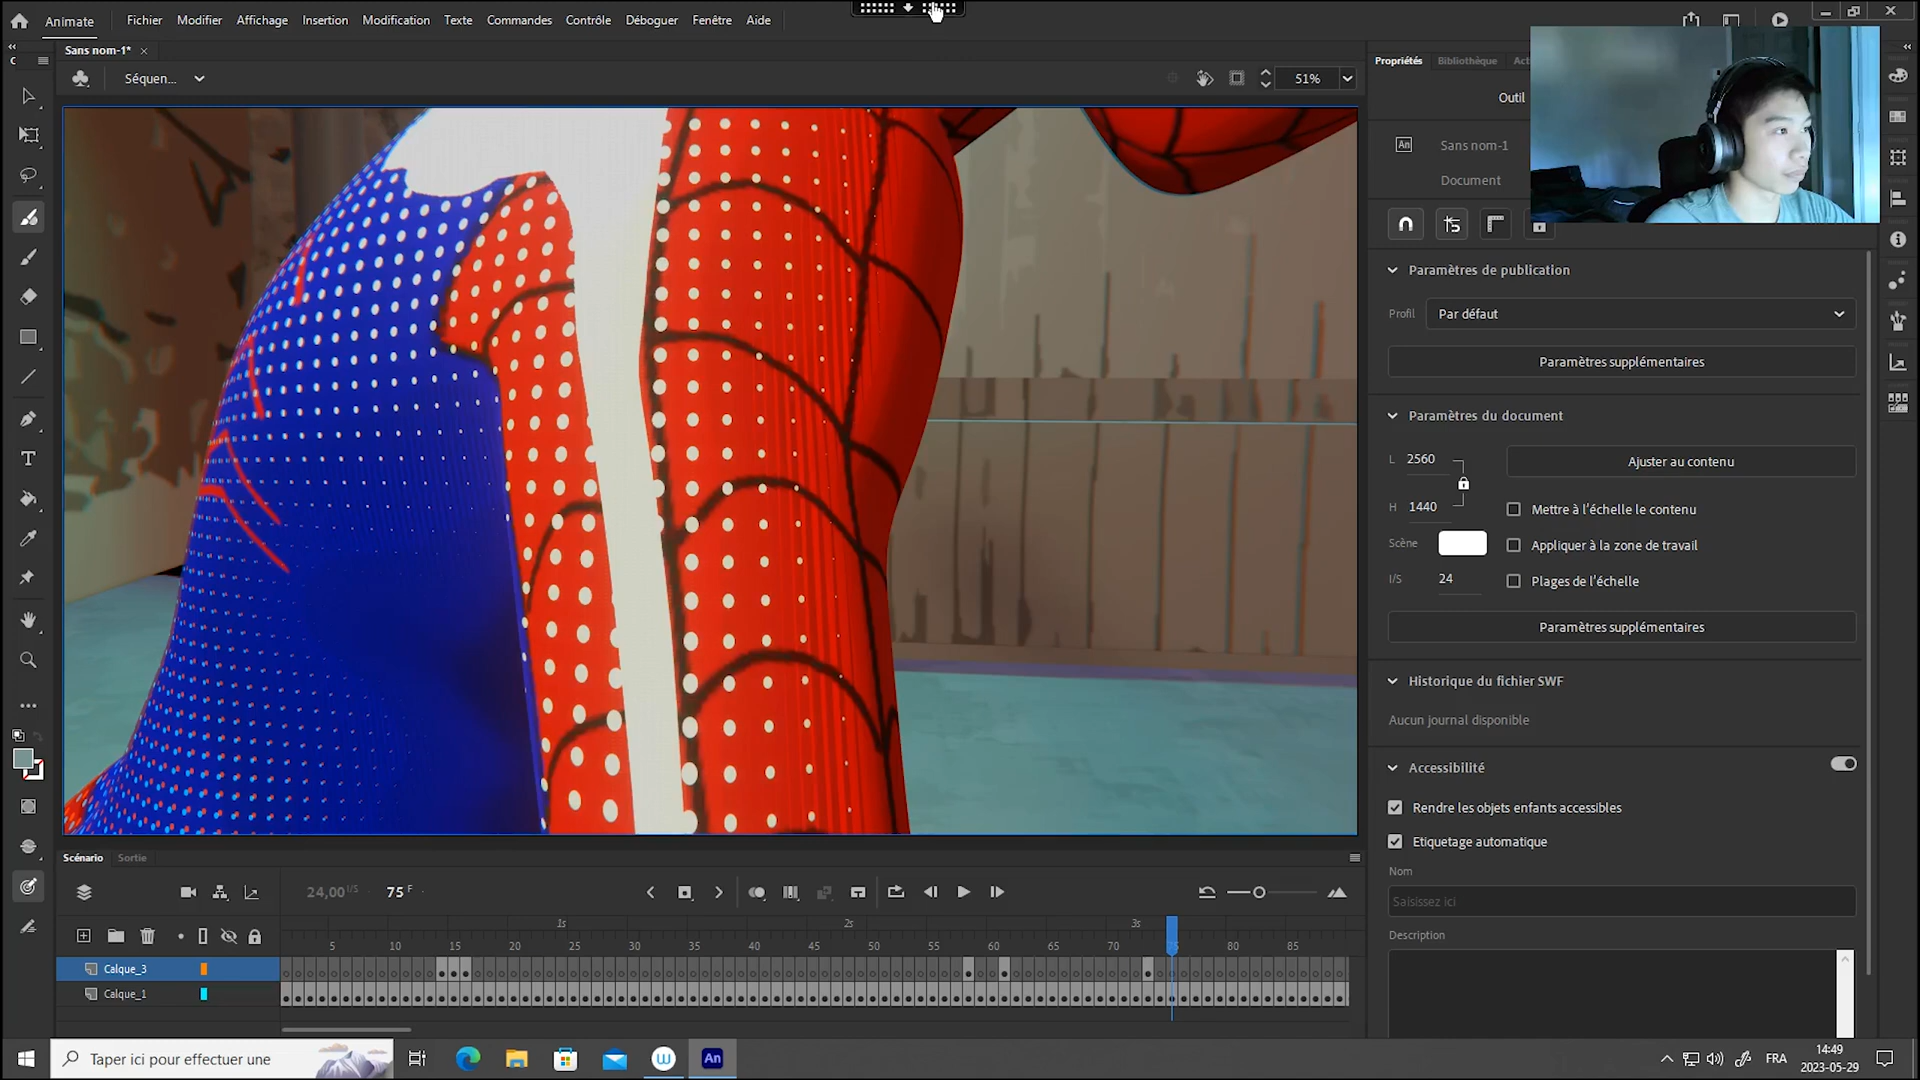 Animate Fichier Modifier Affichage Insertion Modification Texte Commandes Contrôle Déboguer Fenêtre Aide
Sans nom-1*
Séquen...
51%
Propriétés Bibliothèque
Outil
An Sans nom-1
Document
Paramètres de publication
Profil Par défaut
Paramètres supplémentaires
Paramètres du document
L 2560
Ajuster au contenu
H 1440
Mettre à l'échelle le contenu
Scène
Appliquer à la zone de travail
I/S 24
Plages de l'échelle
Paramètres supplémentaires
Historique du fichier SWF
Aucun journal disponible
Accessibilité
Rendre les objets enfants accessibles
Etiquetage automatique
Nom
Saisissez ici
Description
Scénario Sortie
24,00 I/S 75 F
1s 2s 3s
5 10 15 20 25 30 35 40 45 50 55 60 65 70 75 80 85
Calque_3
Calque_1
Taper ici pour effectuer une
An
FRA
14:49
2023-05-29